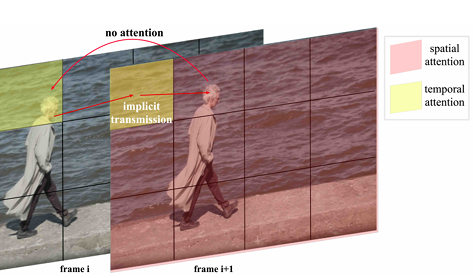 no attention
spatial
attention
temporal
attention
implicit
transmission
frame i
frame i+1